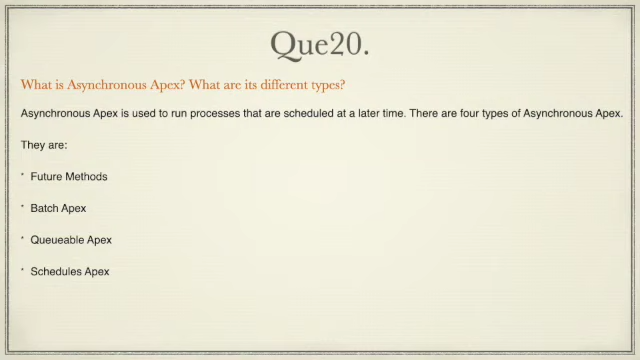 Que20.
What is Asynchronous Apex? What are its different types?
Asynchronous Apex is used to run processes that are scheduled at a later time. There are four types of Asynchronous Apex.
They are:
* Future Methods
* Batch Apex
* Queueable Apex
* Schedules Apex